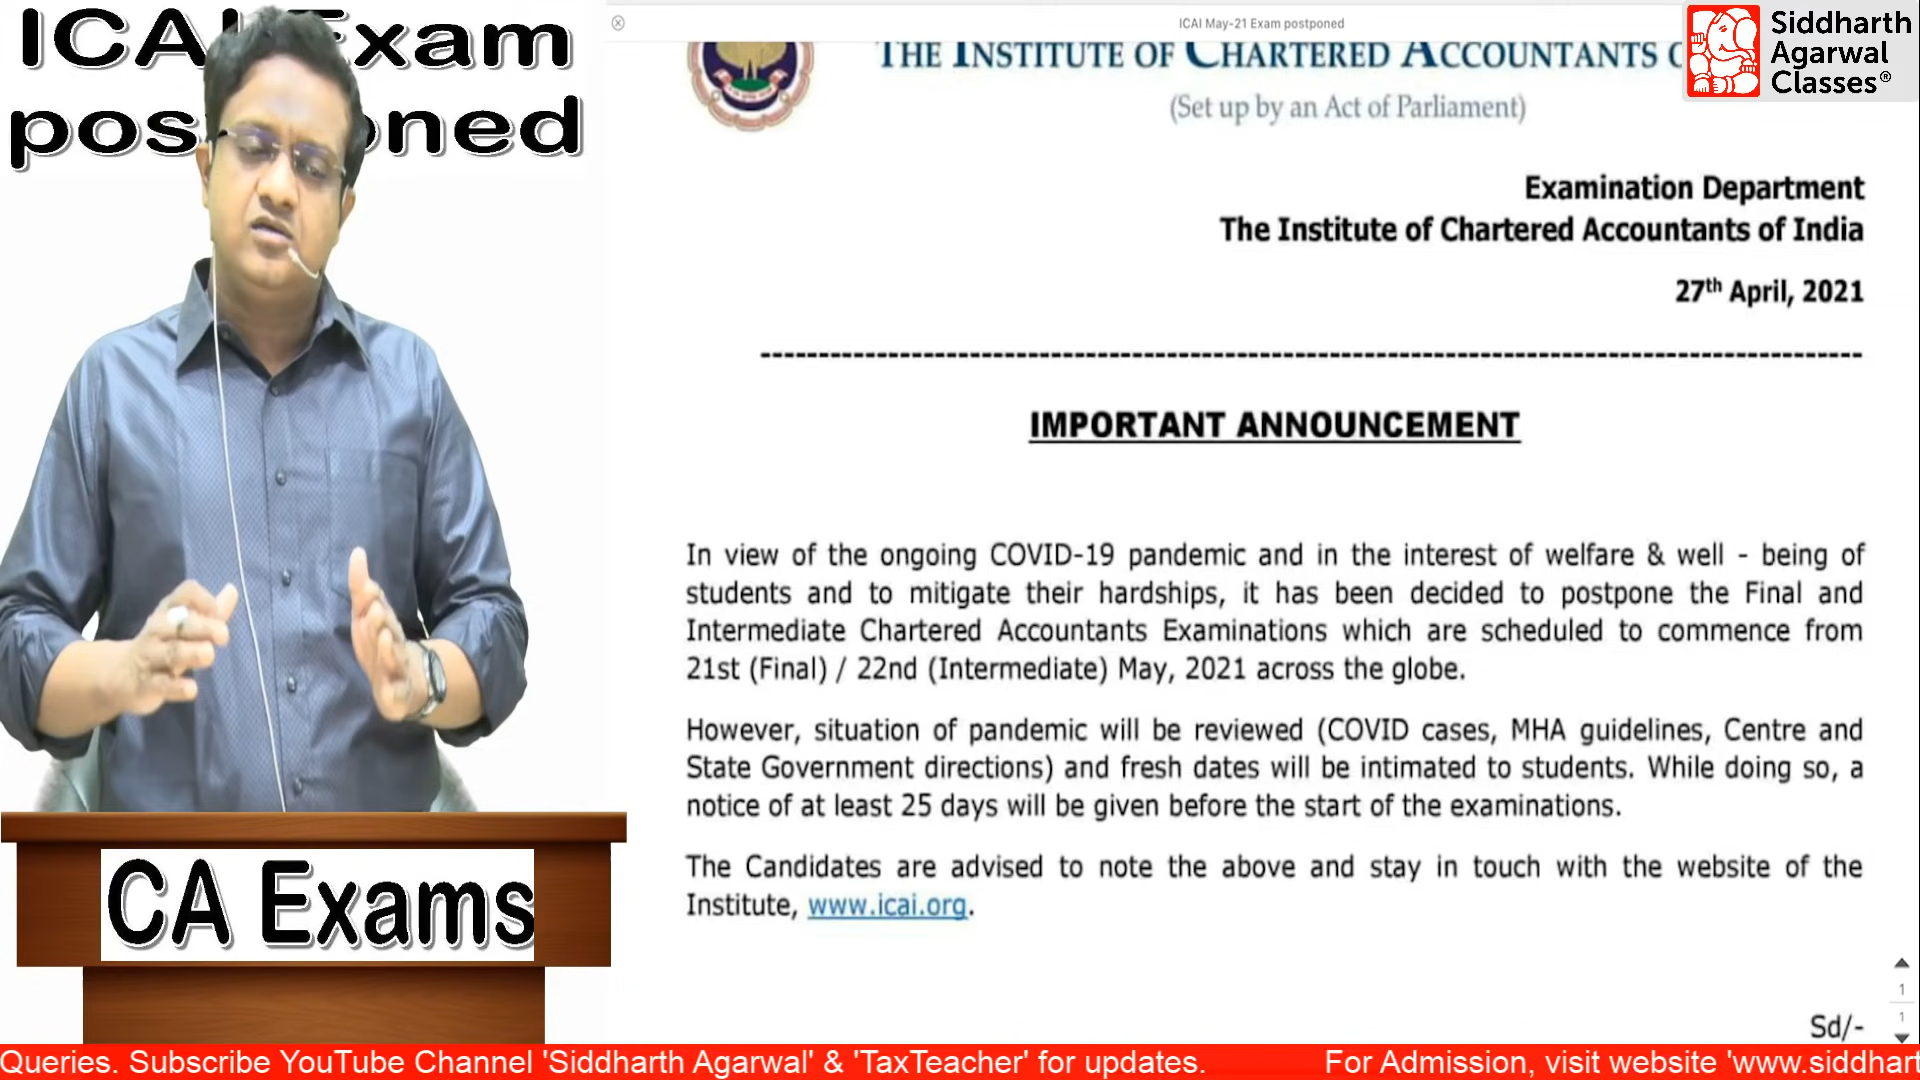 ICAI Exam
pos oned
ICAI May-21 Exam postponed
THE INSTITUTE OF CHARTERED ACCOUNTANTS O
(Set up by an Act of Parliament)
Siddharth
Agarwal
Classes®
Examination Department
The Institute of Chartered Accountants of India
27th April, 2021
IMPORTANT ANNOUNCEMENT
In view of the ongoing COVID-19 pandemic and in the interest of welfare & well - being of
students and to mitigate their hardships, it has been decided to postpone the Final and
Intermediate Chartered Accountants Examinations which are scheduled to commence from
21st (Final) / 22nd (Intermediate) May, 2021 across the globe.
However, situation of pandemic will be reviewed (COVID cases, MHA guidelines, Centre and
State Government directions) and fresh dates will be intimated to students. While doing so, a
notice of at least 25 days will be given before the start of the examinations.
The Candidates are advised to note the above and stay in touch with the website of the
Institute, www.icai.org.
1
1
Sd/-
CA Exams
Queries. Subscribe YouTube Channel 'Siddharth Agarwal' & 'TaxTeacher' for updates. For Admission, visit website 'www.siddhart